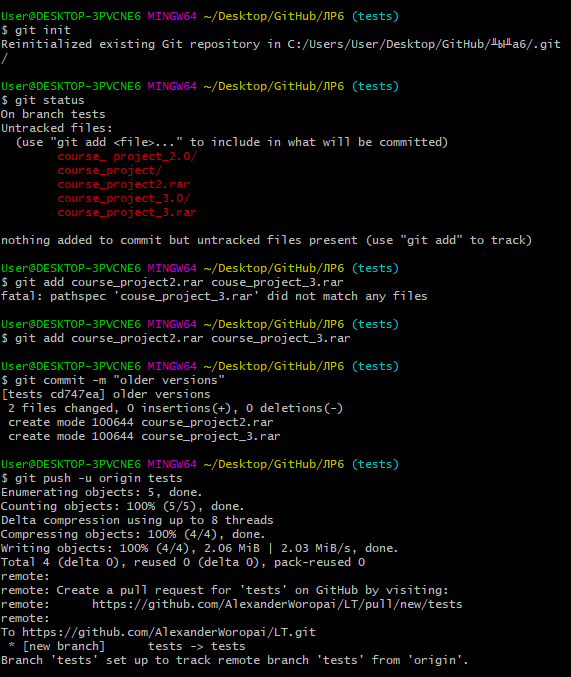 User@DESKTOP-3PVCNE6 MINGW64 ~/Desktop/GitHub/ЛР6 (tests)
$ git init
Reinitialized existing Git repository in C:/Users/User/Desktop/GitHub/╨Ы╨а6/.git
/
User@DESKTOP-3PVCNE6 MINGW64 ~/Desktop/GitHub/ЛР6 (tests)
$ git status
On branch tests
Untracked files:
  (use "git add <file>..." to include in what will be committed)
        course_ project_2.0/
        course_project/
        course_project2.rar
        course_project_3.0/
        course_project_3.rar
nothing added to commit but untracked files present (use "git add" to track)
User@DESKTOP-3PVCNE6 MINGW64 ~/Desktop/GitHub/ЛР6 (tests)
$ git add course_project2.rar couse_project_3.rar
fatal: pathspec 'couse_project_3.rar' did not match any files
User@DESKTOP-3PVCNE6 MINGW64 ~/Desktop/GitHub/ЛР6 (tests)
$ git add course_project2.rar course_project_3.rar
User@DESKTOP-3PVCNE6 MINGW64 ~/Desktop/GitHub/ЛР6 (tests)
$ git commit -m "older versions"
[tests cd747ea] older versions
 2 files changed, 0 insertions(+), 0 deletions(-)
 create mode 100644 course_project2.rar
 create mode 100644 course_project_3.rar
User@DESKTOP-3PVCNE6 MINGW64 ~/Desktop/GitHub/ЛР6 (tests)
$ git push -u origin tests
Enumerating objects: 5, done.
Counting objects: 100% (5/5), done.
Delta compression using up to 8 threads
Compressing objects: 100% (4/4), done.
Writing objects: 100% (4/4), 2.06 MiB | 2.03 MiB/s, done.
Total 4 (delta 0), reused 0 (delta 0), pack-reused 0
remote:
remote: Create a pull request for 'tests' on GitHub by visiting:
remote:      https://github.com/AlexanderWoropai/LT/pull/new/tests
remote:
To https://github.com/AlexanderWoropai/LT.git
 * [new branch]      tests -> tests
Branch 'tests' set up to track remote branch 'tests' from 'origin'.